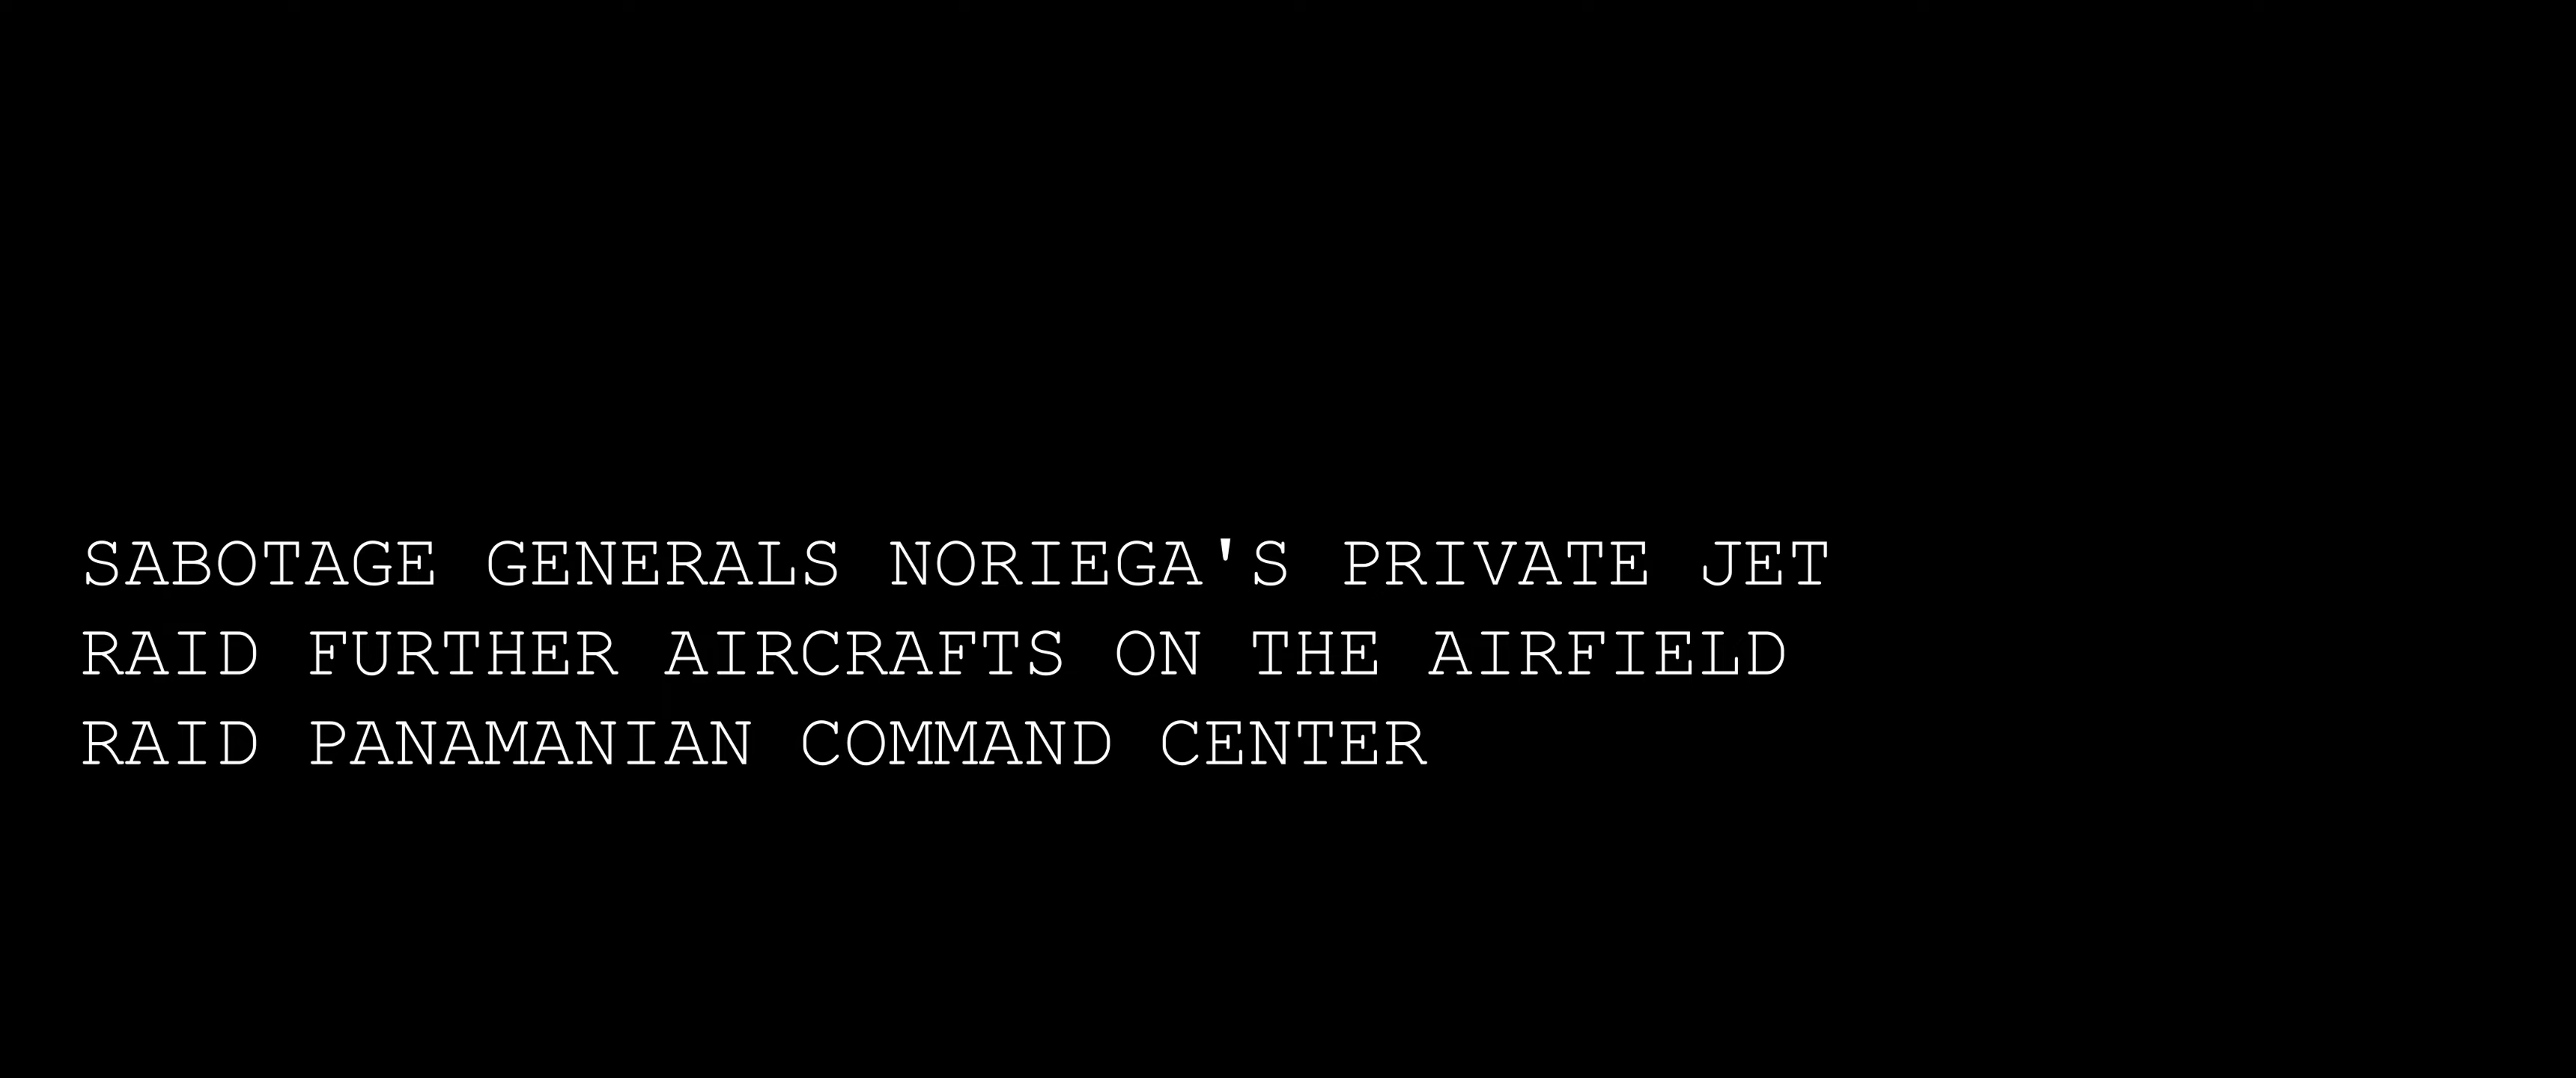 SABOTAGE GENERALS NORIEGA'S PRIVATE JET
RAID FURTHER AIRCRAFTS ON THE AIRFIELD
RAID PANAMANIAN COMMAND CENTER